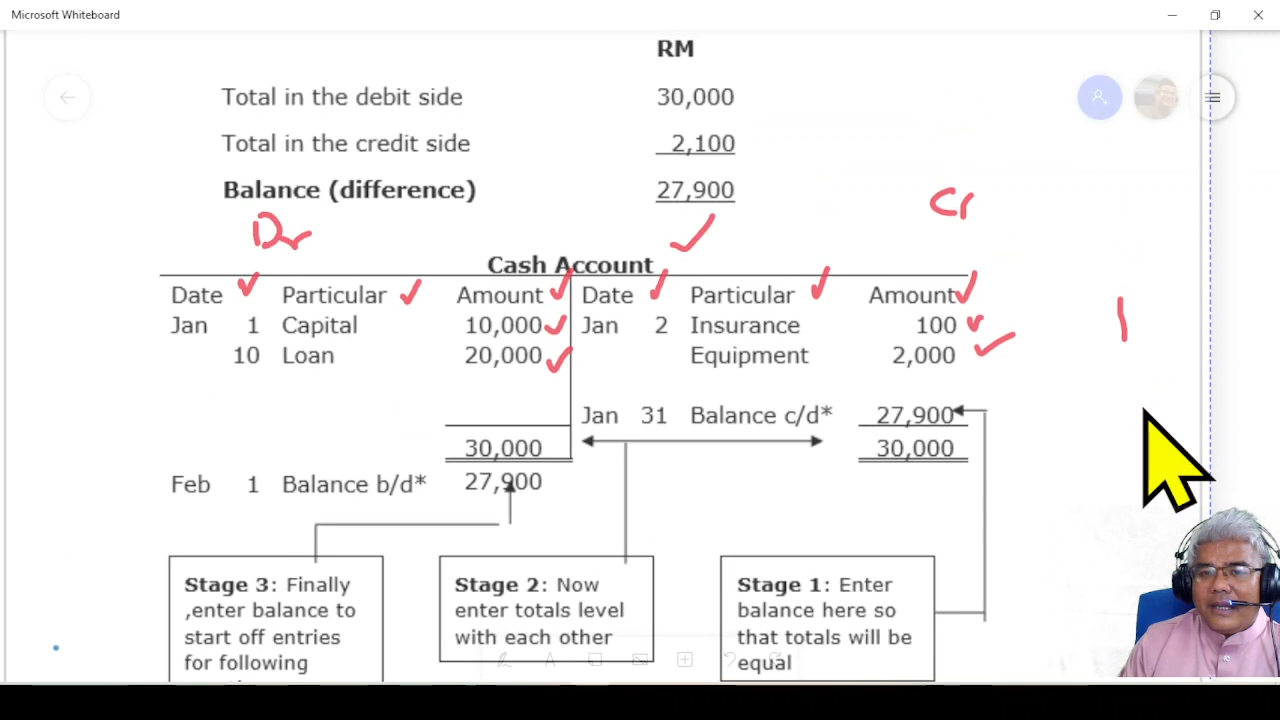 Microsoft Whiteboard
RM
Total in the debit side 30,000
Total in the credit side 2,100
Balance (difference) 27,900
Dr Cr
Cash Account
Date Particular Amount Date Particular Amount
Jan 1 Capital 10,000 Jan 2 Insurance 100
10 Loan 20,000 Equipment 2,000
Jan 31 Balance c/d* 27,900
30,000 30,000
Feb 1 Balance b/d* 27,900
Stage 3: Finally
,enter balance to
start off entries
for following
Stage 2: Now
enter totals level
with each other
Stage 1: Enter
balance here so
that totals will be
equal